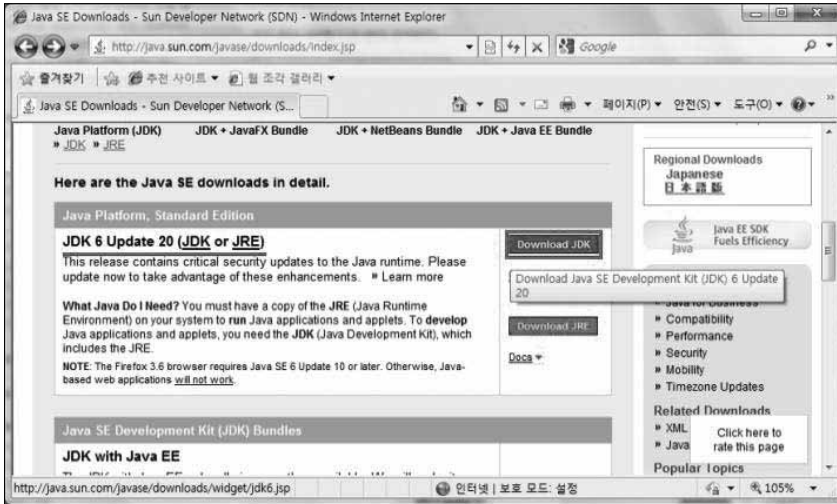 Java SE Downloads - Sun Developer Network (SDN) - Windows Internet Explorer
http://java.sun.com/javase/downloads/index.jsp
Google
즐겨찾기
추천 사이트
웹 조각 갤러리
Java SE Downloads - Sun Developer Network (S...
페이지(P)
안전(S)
도구(O)
Java Platform (JDK) JDK + JavaFX Bundle JDK + NetBeans Bundle JDK + Java EE Bundle
» JDK » JRE
Here are the Java SE downloads in detail.
Java Platform, Standard Edition
JDK 6 Update 20 (JDK or JRE)
This release contains critical security updates to the Java runtime. Please
update now to take advantage of these enhancements. » Learn more
What Java Do I Need? You must have a copy of the JRE (Java Runtime
Environment) on your system to run Java applications and applets. To develop
Java applications and applets, you need the JDK (Java Development Kit), which
includes the JRE.
NOTE: The Firefox 3.6 browser requires Java SE 6 Update 10 or later. Otherwise, Java-
based web applications will not work.
Download JDK
Download Java SE Development Kit (JDK) 6 Update
20
Download JRE
Docs
Java SE Development Kit (JDK) Bundles
JDK with Java EE
Regional Downloads
Japanese
日本語版
Java
Java EE SDK
Fuels Efficiency
» Java for Business
» Compatibility
» Performance
» Security
» Mobility
» Timezone Updates
Related Downloads
» XML
» Java
Click here to
rate this page
Popular Topics
http://java.sun.com/javase/downloads/widget/jdk6.jsp
인터넷 | 보호 모드: 설정
105%